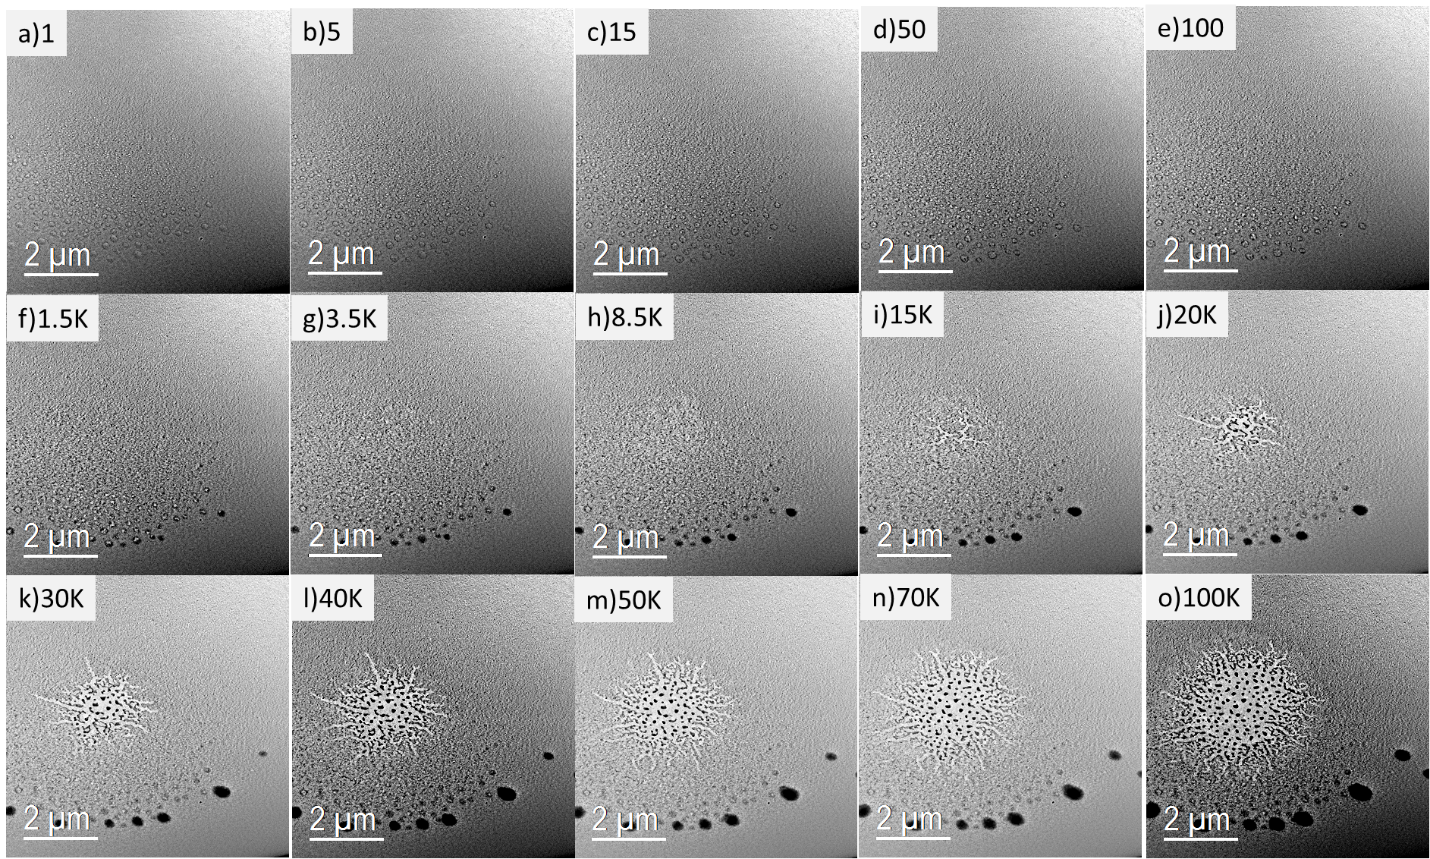 a)1
b)5
c)15
d)50
e)100
2 µm
2 µm
2 µm
2 µm
2 µm
f)1.5K
g)3.5K
h)8.5K
i)15K
j)20K
2 µm
2 µm
2 µm
2 µm
2 µm
k)30K
l)40K
m)50K
n)70K
o)100K
2 µm
2 µm
2 µm
2 µm
2 µm